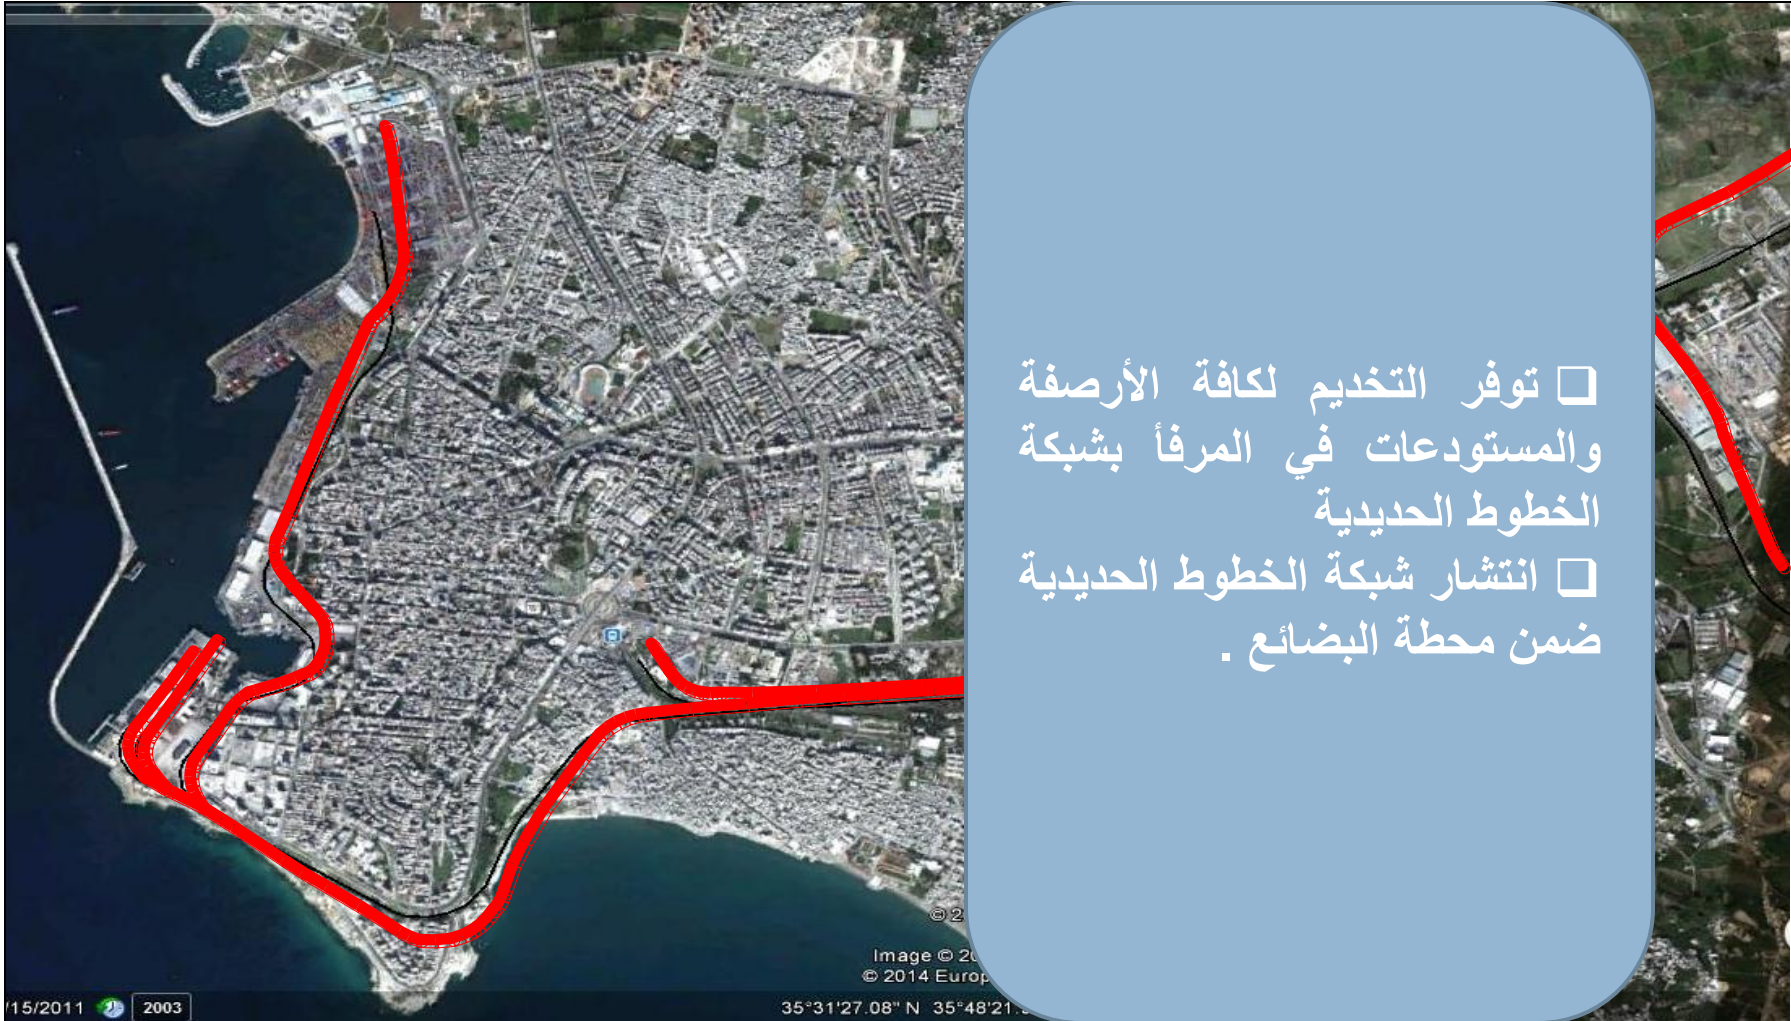 ❑ توفر التخديم لكافة الأرصفة
والمستودعات في المرفأ بشبكة
الخطوط الحديدية
❑ انتشار شبكة الخطوط الحديدية
ضمن محطة البضائع .
© 2
Image © 20
© 2014 Europ
/15/2011
2003
35°31'27.08" N 35°48'21.